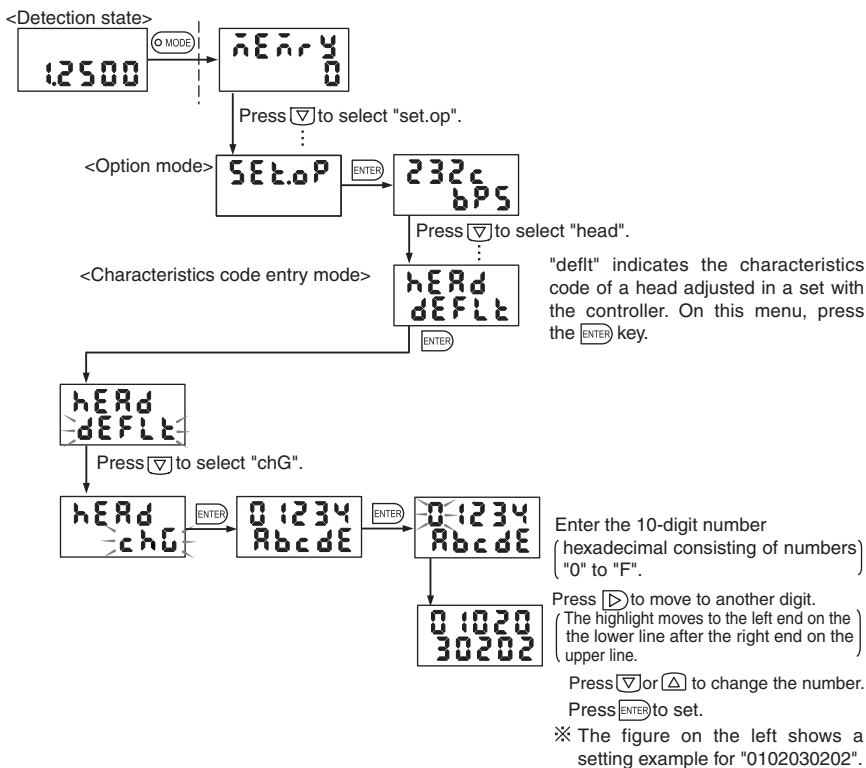 <Detection state>
1.2500
MODE
mEmrY
0
Press ▽ to select "set.op".
<Option mode>
SEt.oP
ENTER
232c
bPS
Press ▽ to select "head".
<Characteristics code entry mode>
hEAd
dEFLt
"deflt" indicates the characteristics
code of a head adjusted in a set with
the controller. On this menu, press
the ENTER key.
ENTER
hEAd
dEFLt
Press ▽ to select "chG".
hEAd
chG
ENTER
01234
AbcdE
ENTER
01234
AbcdE
Enter the 10-digit number
(hexadecimal consisting of numbers
"0" to "F".)
01020
30202
Press ▷ to move to another digit.
(The highlight moves to the left end on the
the lower line after the right end on the
upper line.)
Press ▽ or △ to change the number.
Press ENTER to set.
※ The figure on the left shows a
setting example for "0102030202".